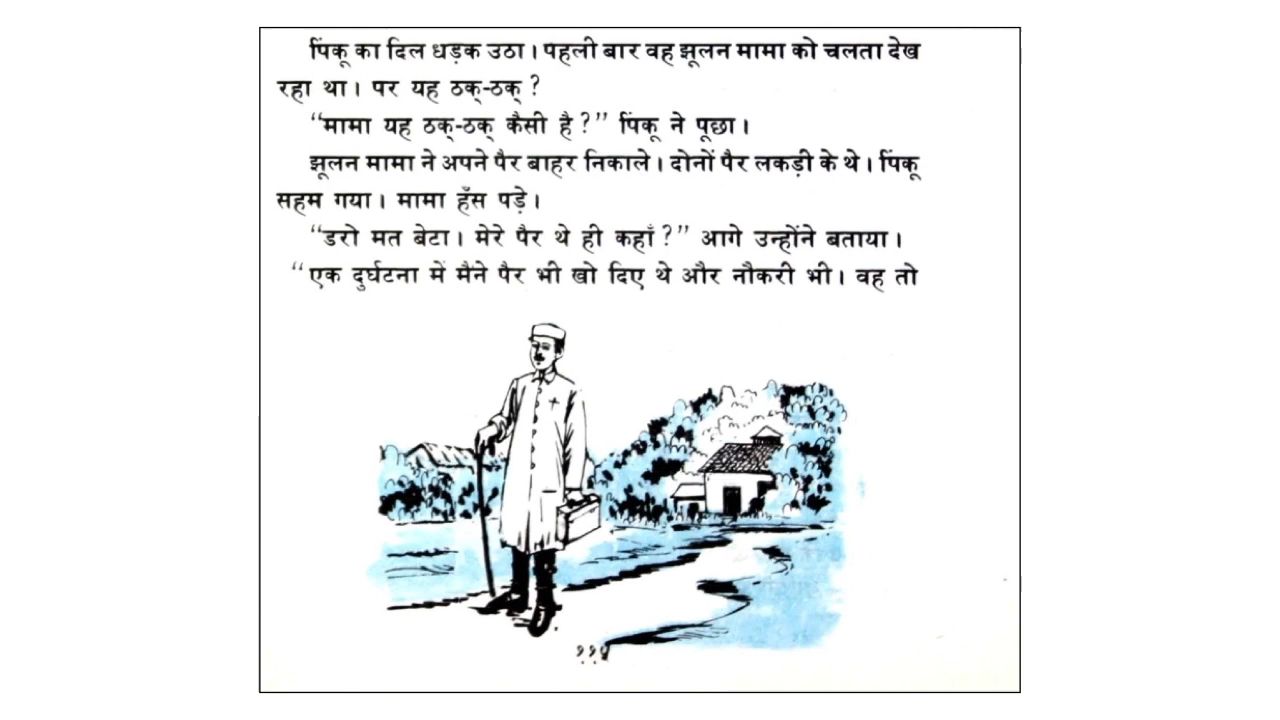 पिंकू का दिल धड़क उठा। पहली बार वह झूलन मामा को चलता देख
रहा था। पर यह ठक्-ठक् ?
“मामा यह ठक्-ठक् कैसी है?” पिंकू ने पूछा।
झूलन मामा ने अपने पैर बाहर निकाले। दोनों पैर लकड़ी के थे। पिंकू
सहम गया। मामा हँस पड़े।
“डरो मत बेटा। मेरे पैर थे ही कहाँ?” आगे उन्होंने बताया।
“एक दुर्घटना में मैने पैर भी खो दिए थे और नौकरी भी। वह तो